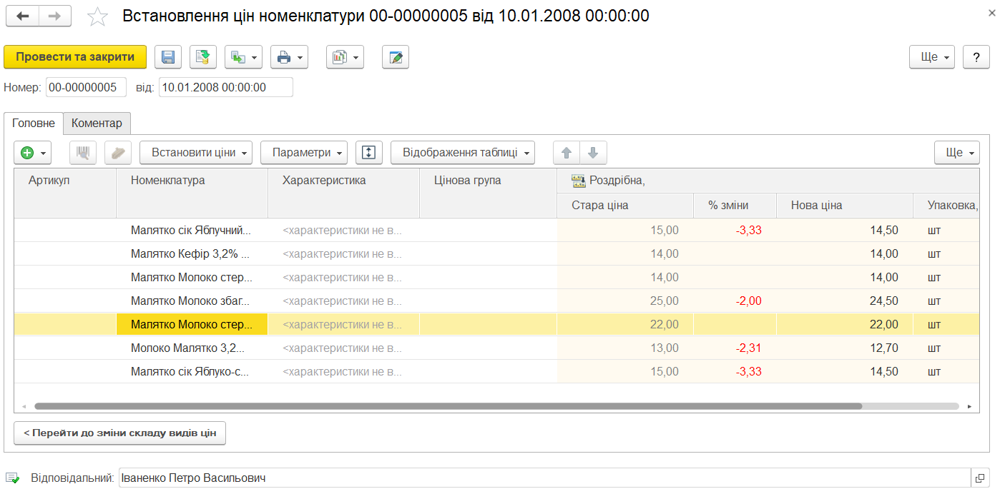 Встановлення цін номенклатури 00-00000005 від 10.01.2008 00:00:00
Провести та закрити Ще ?
Номер: 00-00000005 від: 10.01.2008 00:00:00
Головне Коментар
Встановити ціни Параметри Відображення таблиці Ще
Артикул Номенклатура Характеристика Цінова група Роздрібна,
Стара ціна % зміни Нова ціна Упаковка,
Малятко сік Яблучний... <характеристики не в... 15,00 -3,33 14,50 шт
Малятко Кефір 3,2% ... <характеристики не в... 14,00 14,00 шт
Малятко Молоко стер... <характеристики не в... 14,00 14,00 шт
Малятко Молоко збаг... <характеристики не в... 25,00 -2,00 24,50 шт
Малятко Молоко стер... <характеристики не в... 22,00 22,00 шт
Молоко Малятко 3,2... <характеристики не в... 13,00 -2,31 12,70 шт
Малятко сік Яблуко-с... <характеристики не в... 15,00 -3,33 14,50 шт
< Перейти до зміни складу видів цін
Відповідальний: Іваненко Петро Васильович